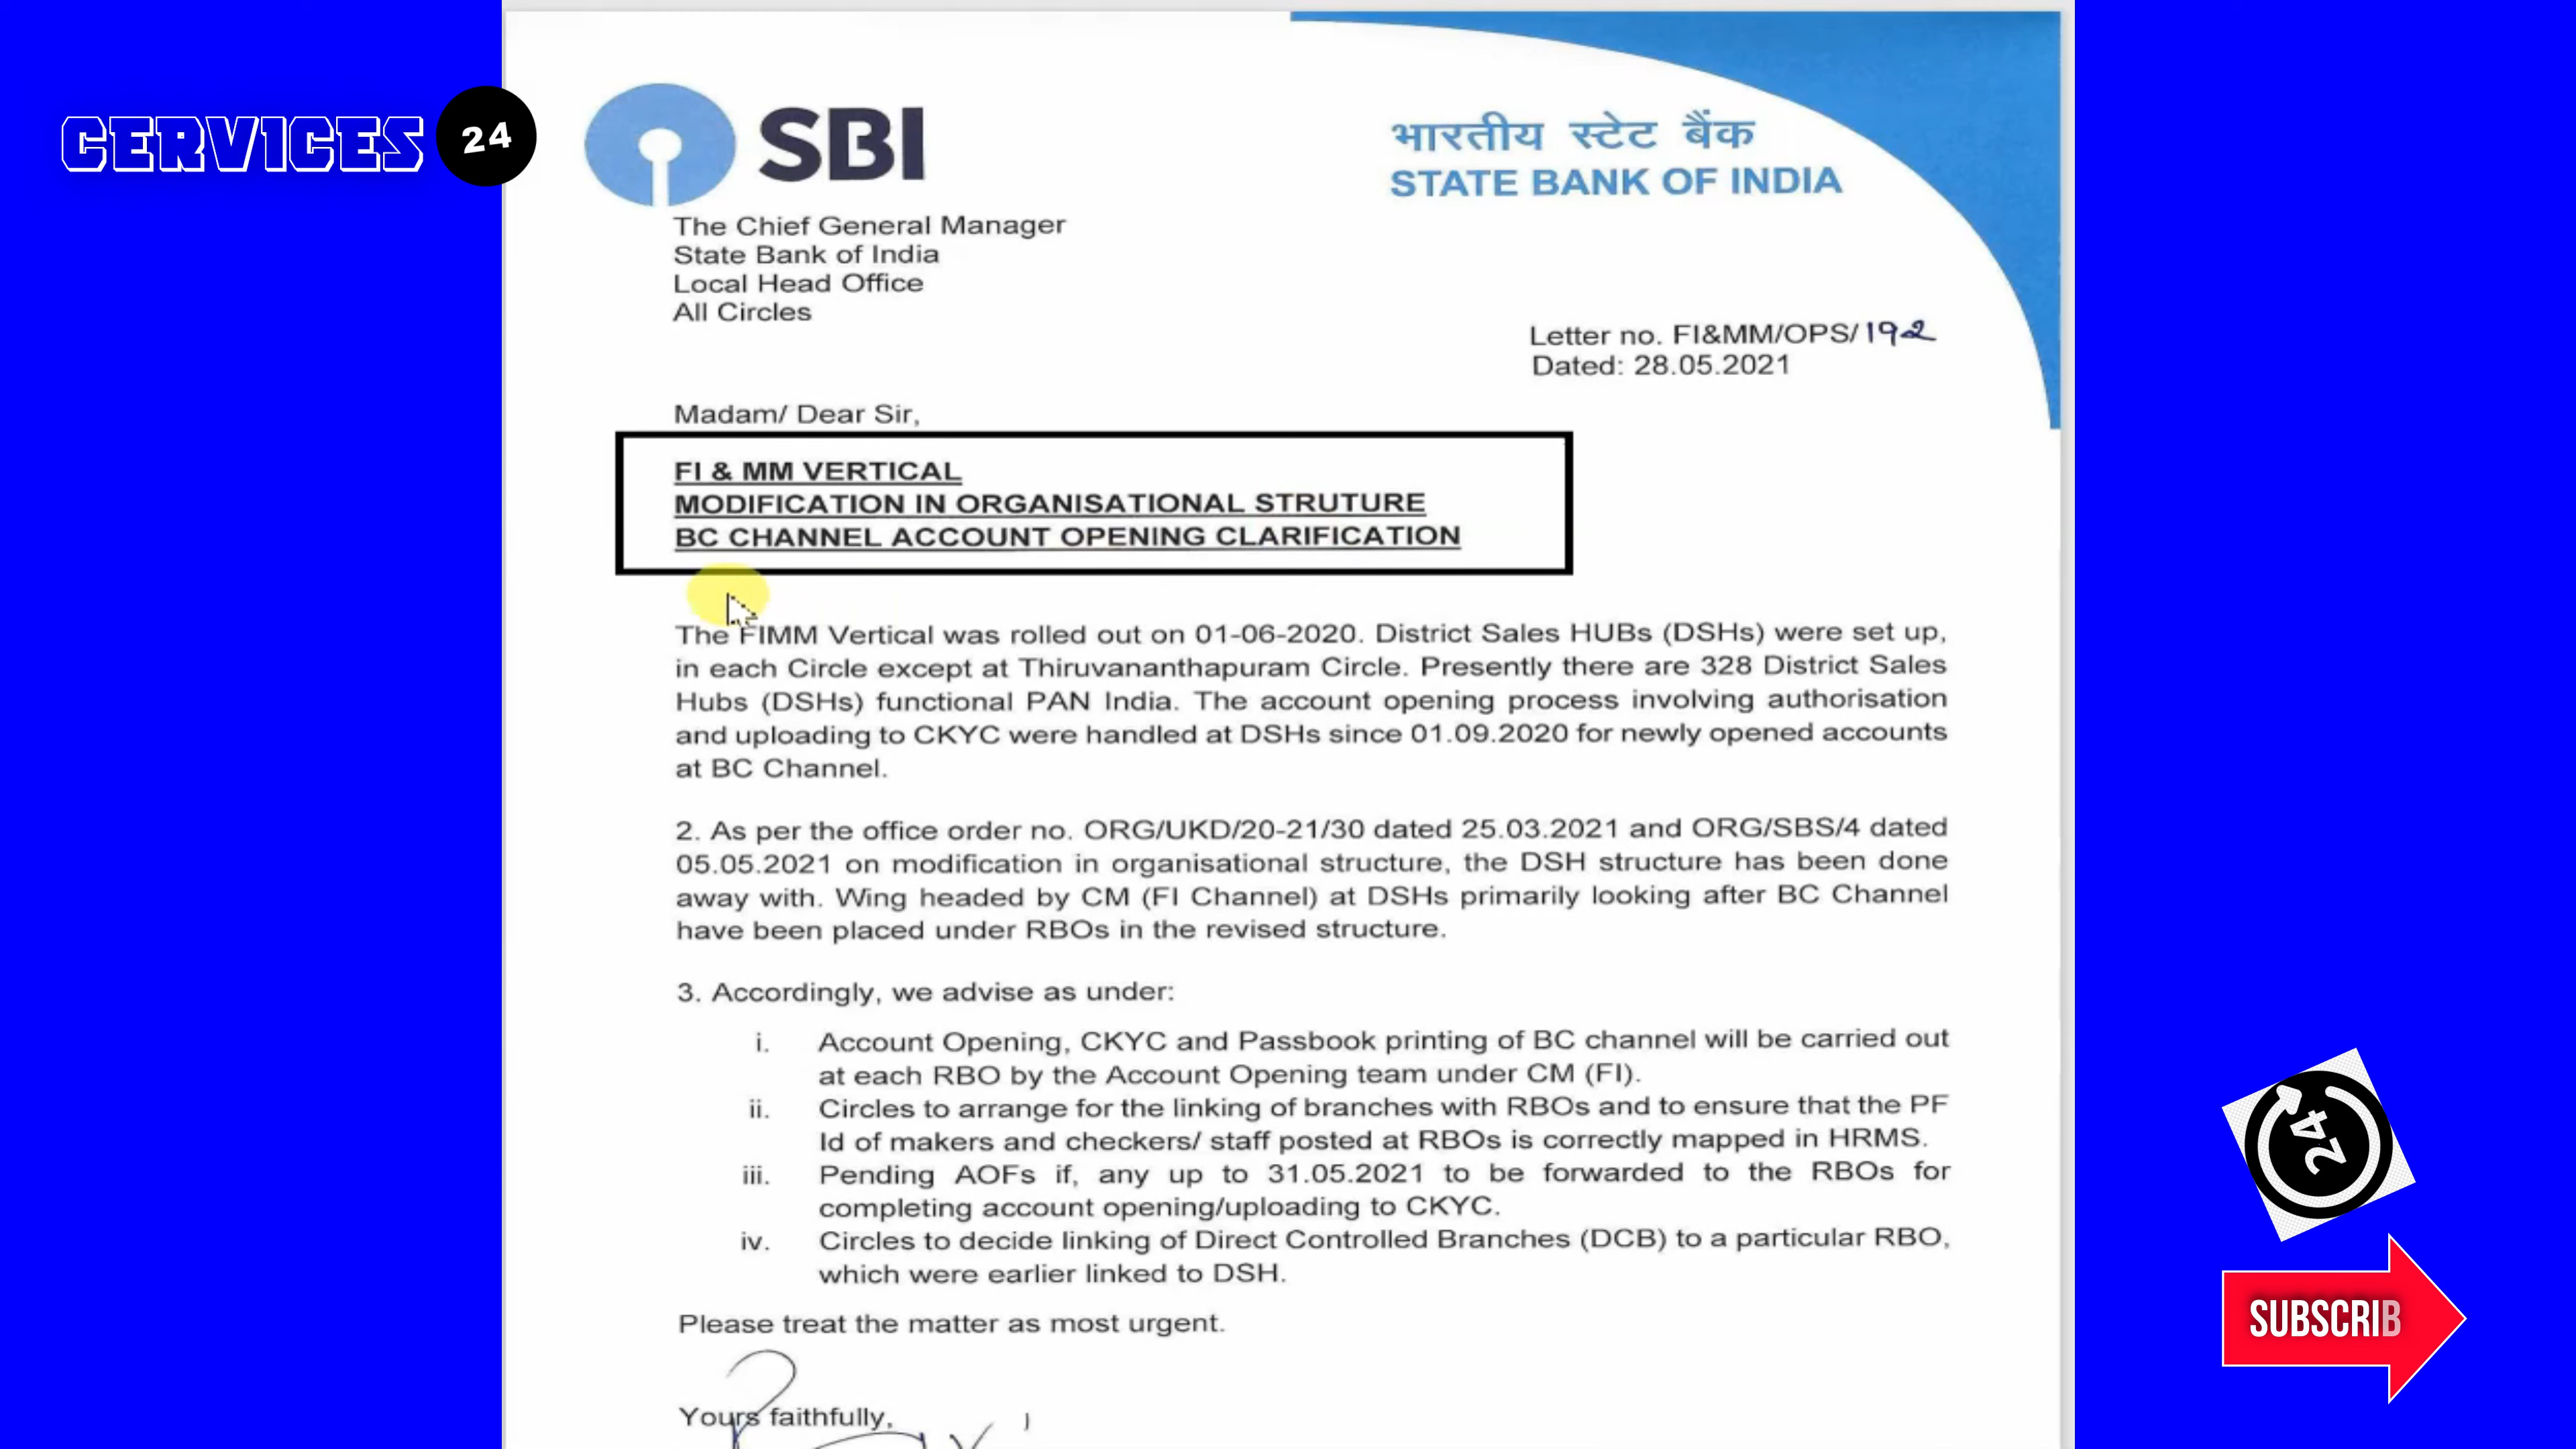 CERVICES 24
SBI
भारतीय स्टेट बैंक
STATE BANK OF INDIA
The Chief General Manager
State Bank of India
Local Head Office
All Circles
Letter no. FI&MM/OPS/192
Dated: 28.05.2021
Madam/ Dear Sir,
FI & MM VERTICAL
MODIFICATION IN ORGANISATIONAL STRUTURE
BC CHANNEL ACCOUNT OPENING CLARIFICATION
The FIMM Vertical was rolled out on 01-06-2020. District Sales HUBs (DSHs) were set up,
in each Circle except at Thiruvananthapuram Circle. Presently there are 328 District Sales
Hubs (DSHs) functional PAN India. The account opening process involving authorisation
and uploading to CKYC were handled at DSHs since 01.09.2020 for newly opened accounts
at BC Channel.
2. As per the office order no. ORG/UKD/20-21/30 dated 25.03.2021 and ORG/SBS/4 dated
05.05.2021 on modification in organisational structure, the DSH structure has been done
away with. Wing headed by CM (FI Channel) at DSHs primarily looking after BC Channel
have been placed under RBOs in the revised structure.
3. Accordingly, we advise as under:
i. Account Opening, CKYC and Passbook printing of BC channel will be carried out
at each RBO by the Account Opening team under CM (FI).
ii. Circles to arrange for the linking of branches with RBOs and to ensure that the PF
Id of makers and checkers/ staff posted at RBOs is correctly mapped in HRMS.
iii. Pending AOFs if, any up to 31.05.2021 to be forwarded to the RBOs for
completing account opening/uploading to CKYC.
iv. Circles to decide linking of Direct Controlled Branches (DCB) to a particular RBO,
which were earlier linked to DSH.
Please treat the matter as most urgent.
Yours faithfully,
24
SUBSCRIB